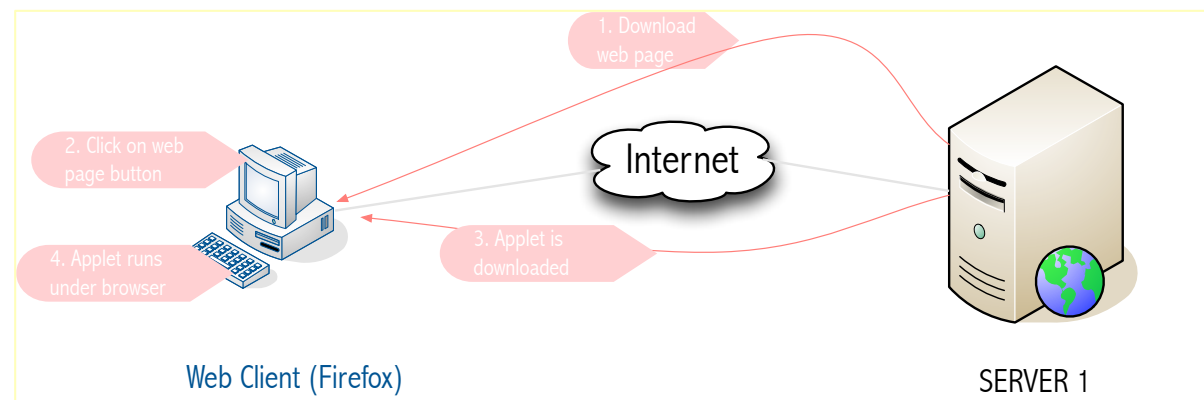 1. Download
web page
Internet
2. Click on web
page button
3. Applet is
downloaded
4. Applet runs
under browser
Web Client (Firefox)
SERVER 1